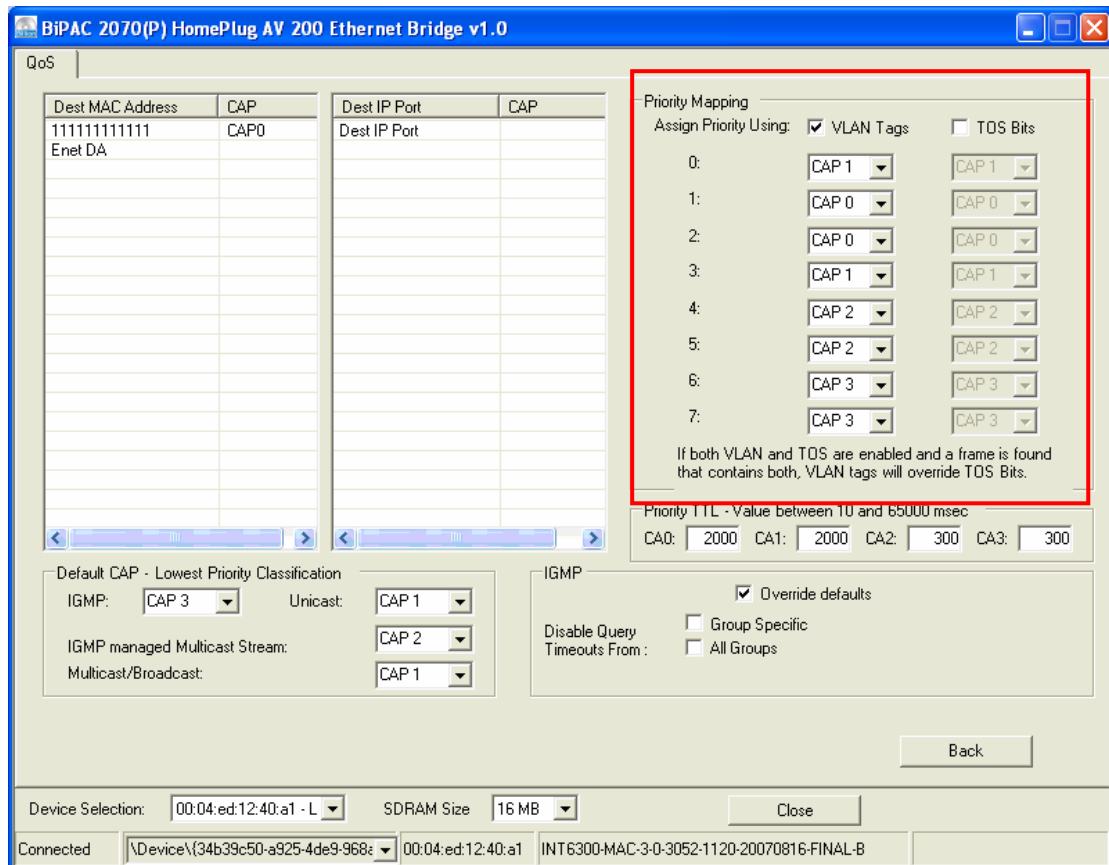 BiPAC 2070(P) HomePlug AV 200 Ethernet Bridge v1.0
QoS
Dest MAC Address CAP
111111111111 CAP0
Enet DA
Dest IP Port CAP
Dest IP Port
Priority Mapping
Assign Priority Using: VLAN Tags TOS Bits
0: CAP 1 CAP 1
1: CAP 0 CAP 0
2: CAP 0 CAP 0
3: CAP 1 CAP 1
4: CAP 2 CAP 2
5: CAP 2 CAP 2
6: CAP 3 CAP 3
7: CAP 3 CAP 3
If both VLAN and TOS are enabled and a frame is found
that contains both, VLAN tags will override TOS Bits.
Priority TTL - Value between 10 and 65000 msec
CA0: 2000 CA1: 2000 CA2: 300 CA3: 300
Default CAP - Lowest Priority Classification
IGMP: CAP 3 Unicast: CAP 1
IGMP managed Multicast Stream: CAP 2
Multicast/Broadcast: CAP 1
IGMP
Override defaults
Disable Query
Timeouts From :
Group Specific
All Groups
Back
Device Selection: 00:04:ed:12:40:a1 - L SDRAM Size 16 MB Close
Connected \Device\{34b39c50-a925-4de9-968a 00:04:ed:12:40:a1 INT6300-MAC-3-0-3052-1120-20070816-FINAL-B